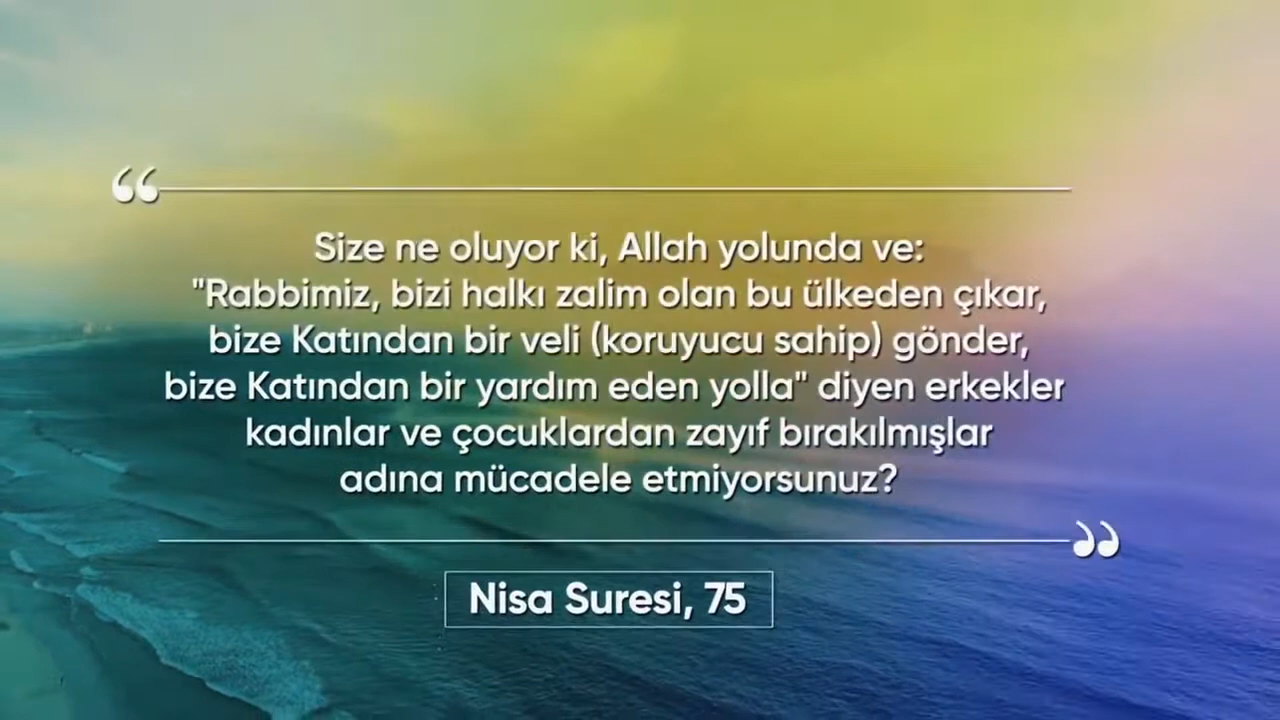 “
Size ne oluyor ki, Allah yolunda ve:
"Rabbimiz, bizi halkı zalim olan bu ülkeden çıkar,
bize Katından bir veli (koruyucu sahip) gönder,
bize Katından bir yardım eden yolla" diyen erkekler
kadınlar ve çocuklardan zayıf bırakılmışlar
adına mücadele etmiyorsunuz?
”
Nisa Suresi, 75